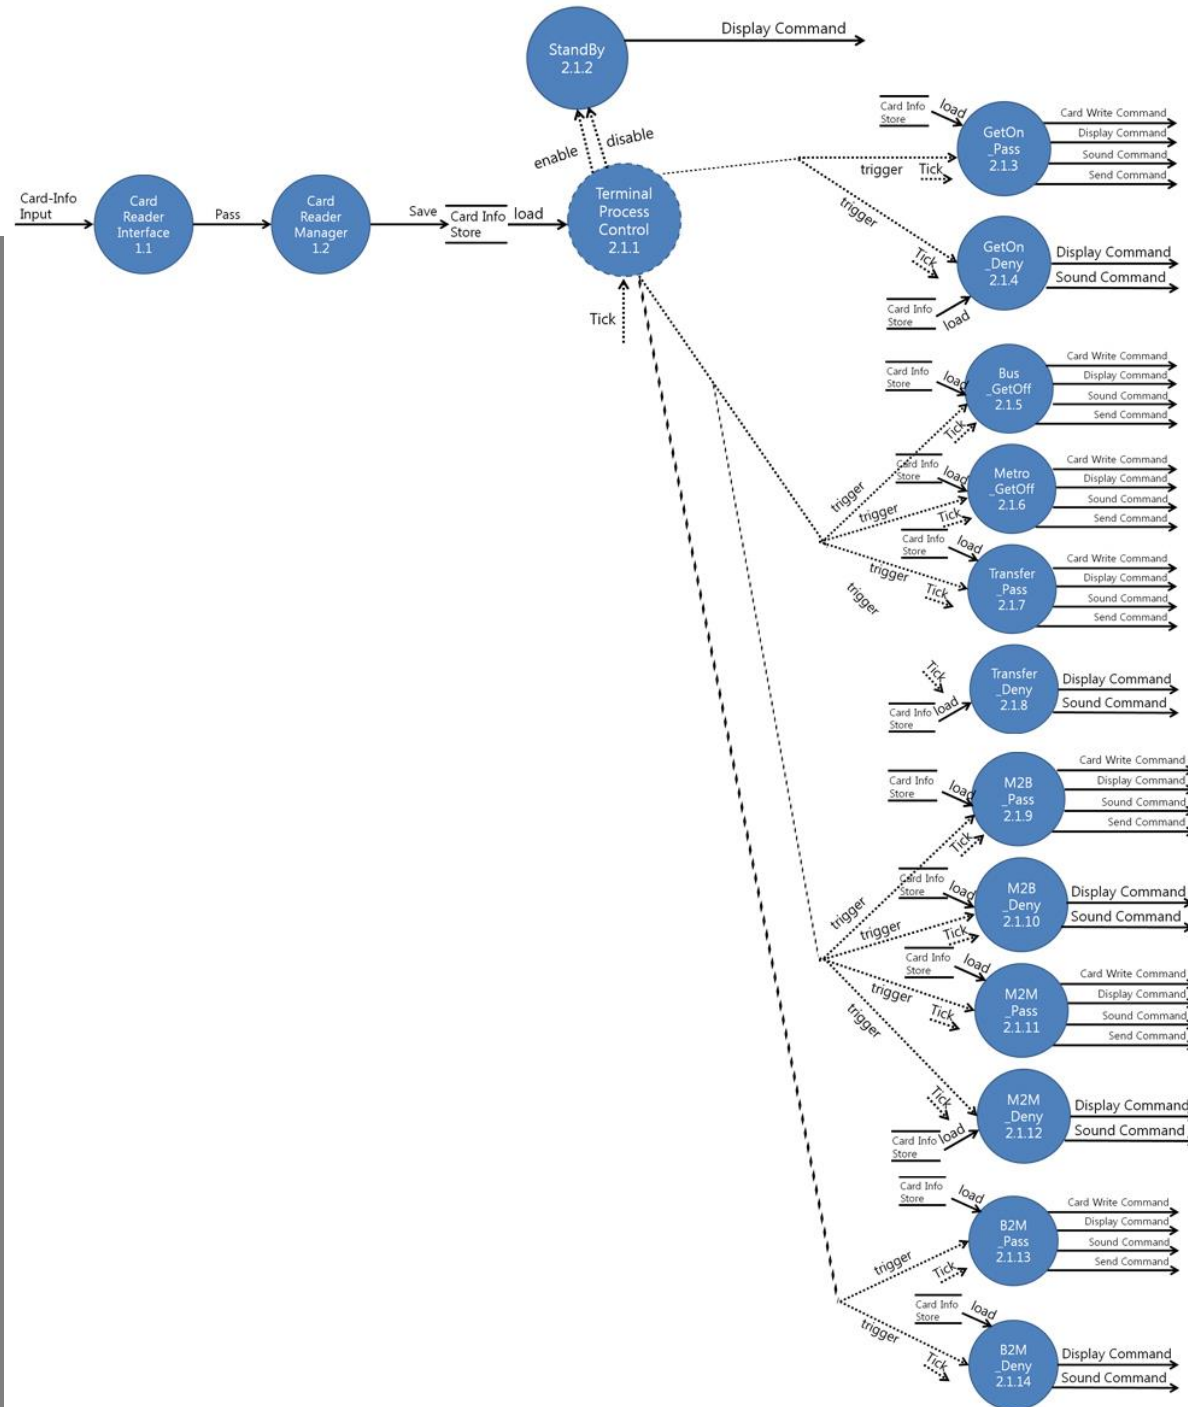 StandBy
2.1.2
Display Command
enable
disable
Card-Info
Input
Card
Reader
Interface
1.1
Pass
Card
Reader
Manager
1.2
Save
Card Info
Store
load
Terminal
Process
Control
2.1.1
Tick
Card Info
Store
load
GetOn
_Pass
2.1.3
trigger
Tick
Card Write Command
Display Command
Sound Command
Send Command
trigger
Tick
GetOn
_Deny
2.1.4
Card Info
Store
load
Display Command
Sound Command
Card Info
Store
load
Bus
_GetOff
2.1.5
trigger
Tick
Card Write Command
Display Command
Sound Command
Send Command
Card Info
Store
load
Metro
_GetOff
2.1.6
trigger
Tick
Card Write Command
Display Command
Sound Command
Send Command
Card Info
Store
load
Transfer
_Pass
2.1.7
trigger
Tick
trigger
Card Write Command
Display Command
Sound Command
Send Command
Tick
Transfer
_Deny
2.1.8
Card Info
Store
load
Display Command
Sound Command
Card Info
Store
load
M2B
_Pass
2.1.9
trigger
Tick
Card Write Command
Display Command
Sound Command
Send Command
Card Info
Store
load
M2B
_Deny
2.1.10
trigger
Tick
Display Command
Sound Command
Card Info
Store
load
M2M
_Pass
2.1.11
trigger
Tick
Card Write Command
Display Command
Sound Command
Send Command
trigger
Tick
M2M
_Deny
2.1.12
Card Info
Store
load
Display Command
Sound Command
Card Info
Store
load
B2M
_Pass
2.1.13
trigger
Tick
Card Write Command
Display Command
Sound Command
Send Command
Card Info
Store
load
B2M
_Deny
2.1.14
trigger
Tick
Display Command
Sound Command